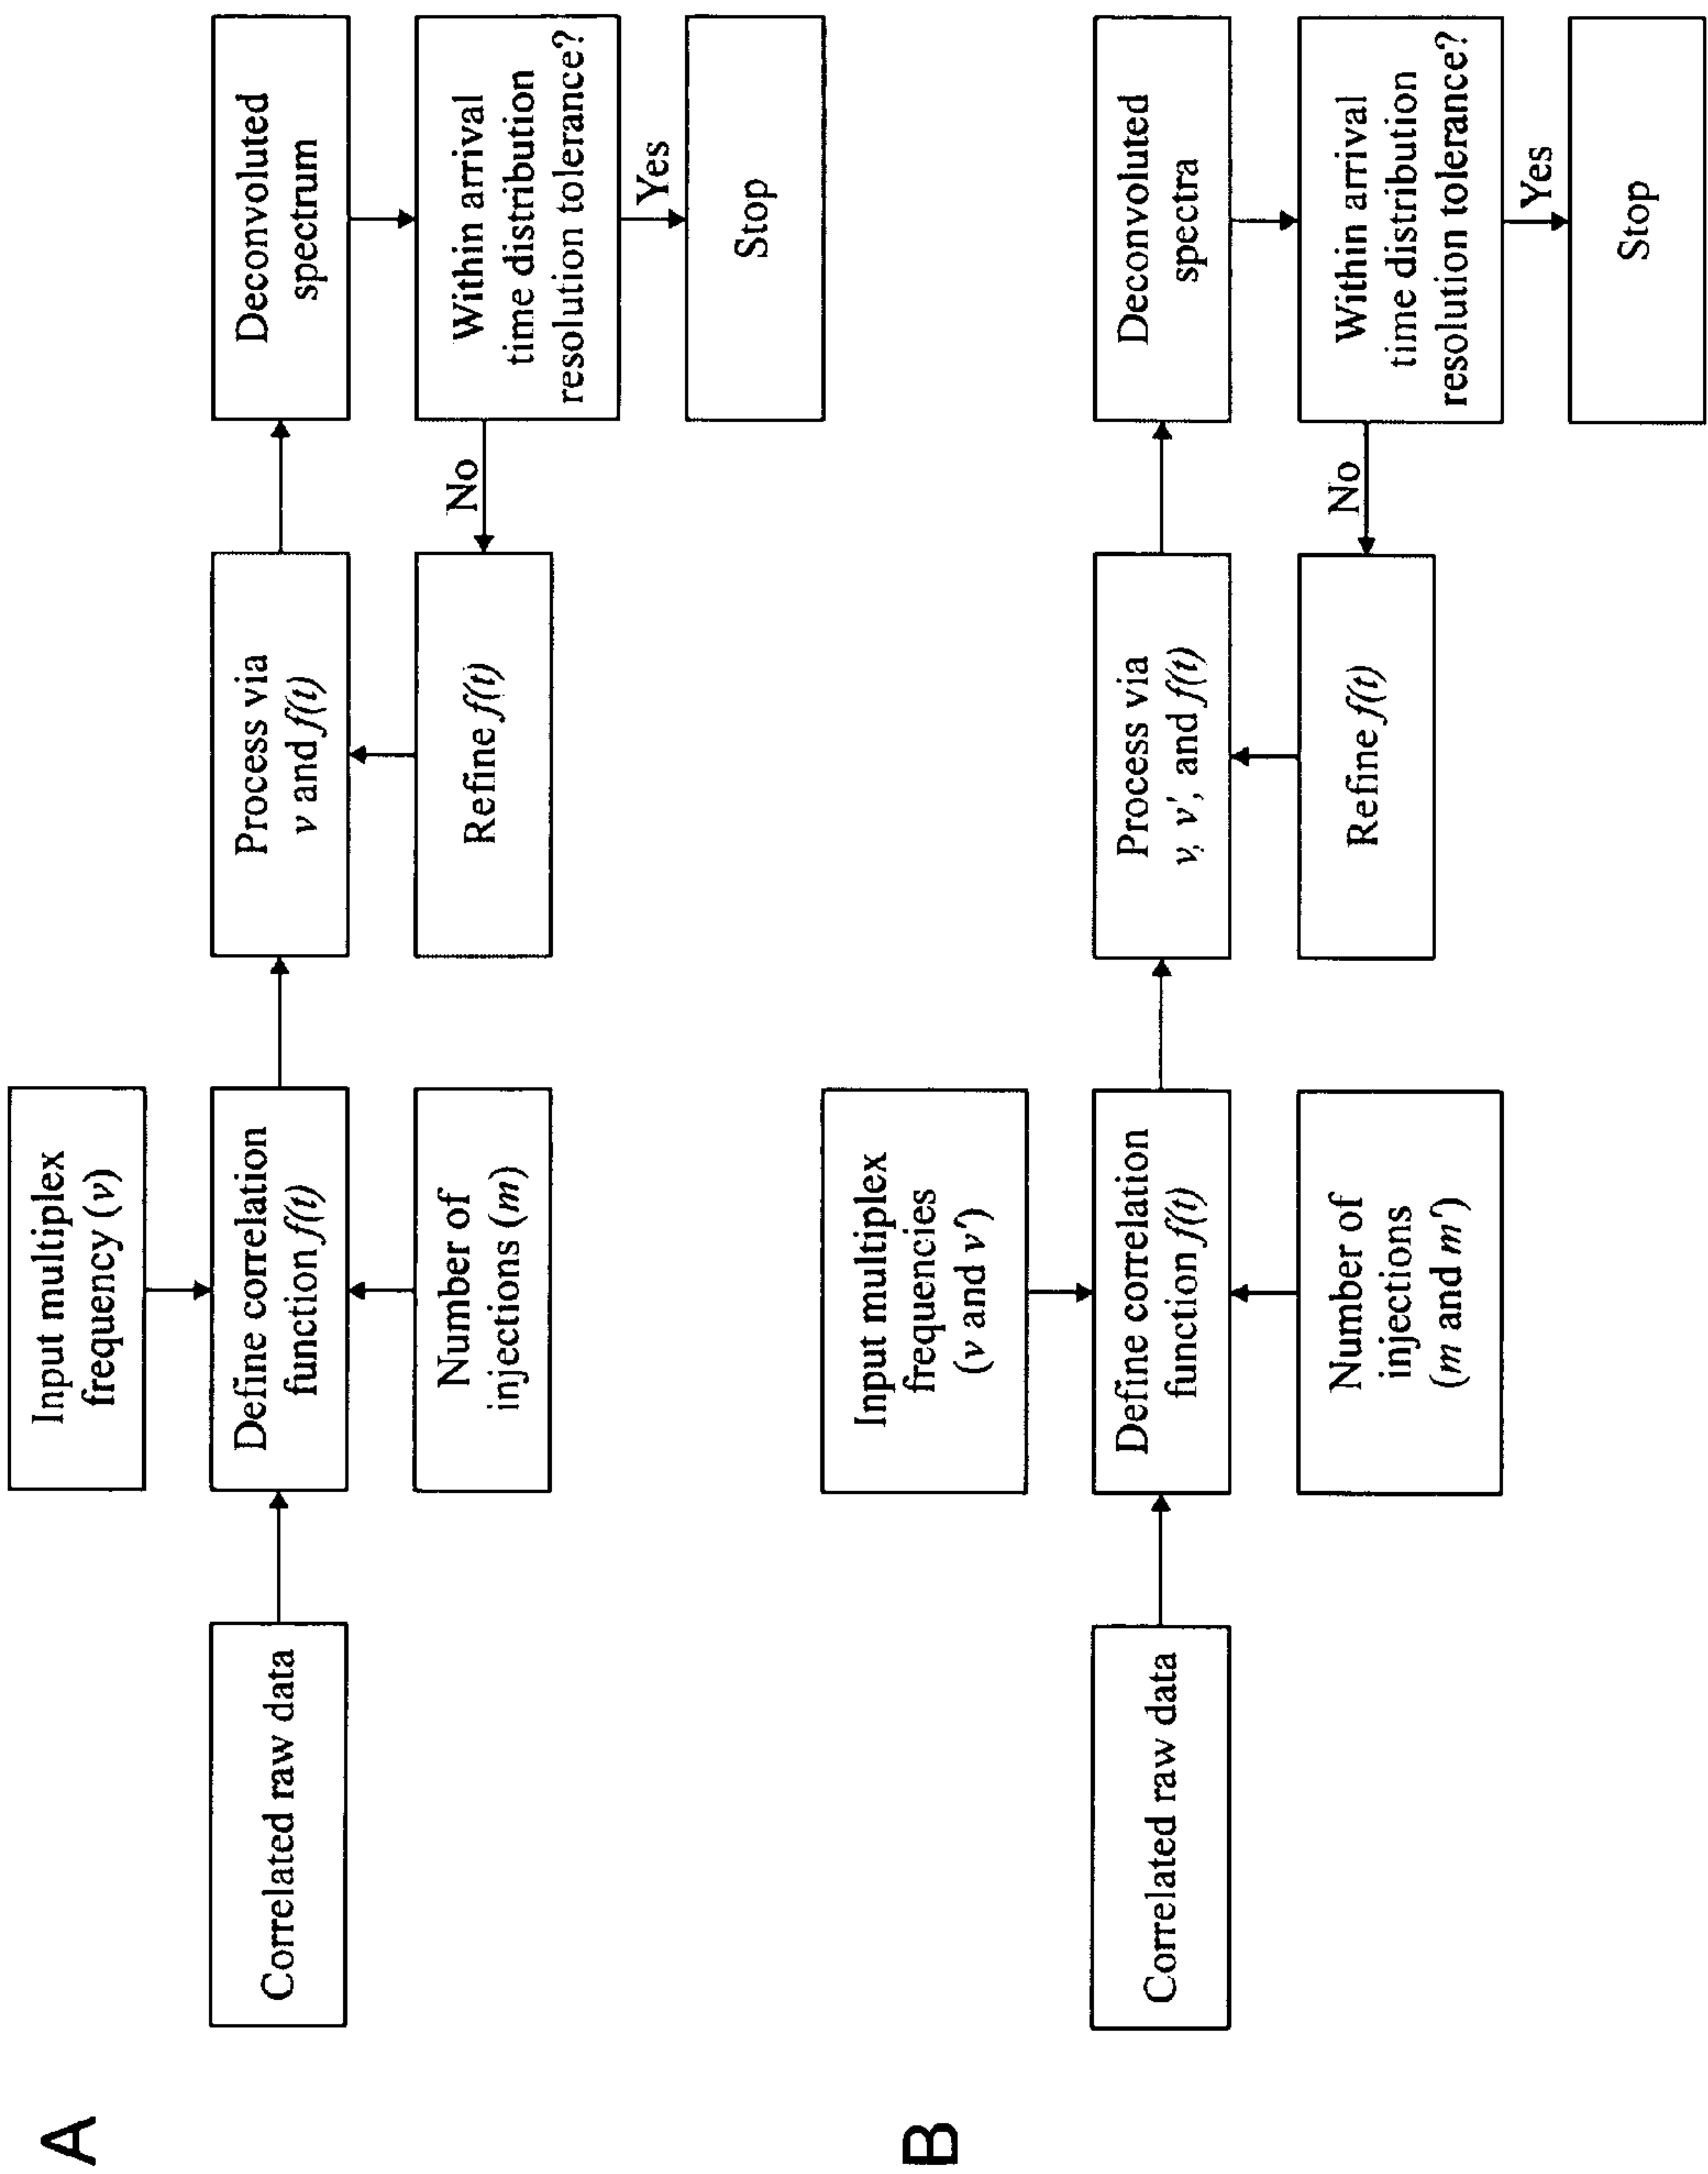 A
Input multiplex
frequency (ν)
Correlated raw data
Define correlation
function f(t)
Number of
injections (m)
Process via
ν and f(t)
Refine f(t)
Deconvoluted
spectrum
No
Within arrival
time distribution
resolution tolerance?
Yes
Stop
B
Input multiplex
frequencies
(ν and ν')
Correlated raw data
Define correlation
function f(t)
Number of
injections
(m and m')
Process via
ν, ν', and f(t)
Refine f(t)
Deconvoluted
spectra
No
Within arrival
time distribution
resolution tolerance?
Yes
Stop